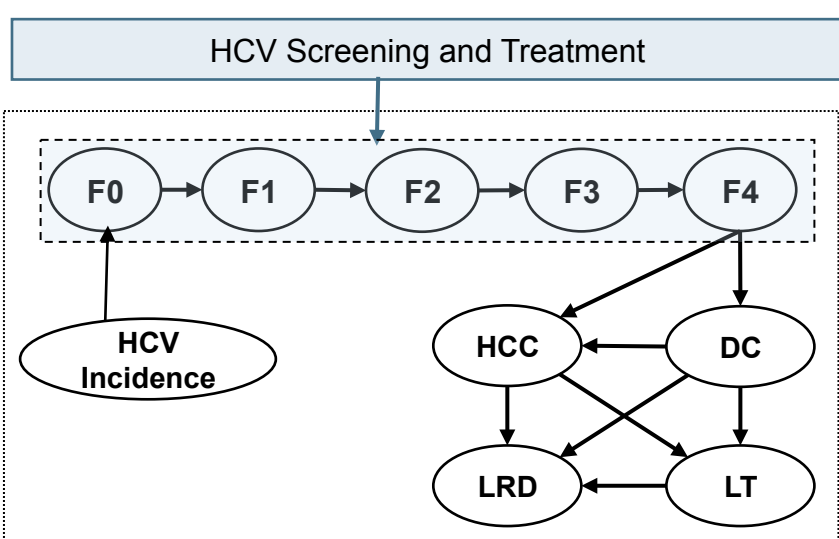 HCV Screening and Treatment
F0
F1
F2
F3
F4
HCV
Incidence
HCC
DC
LRD
LT